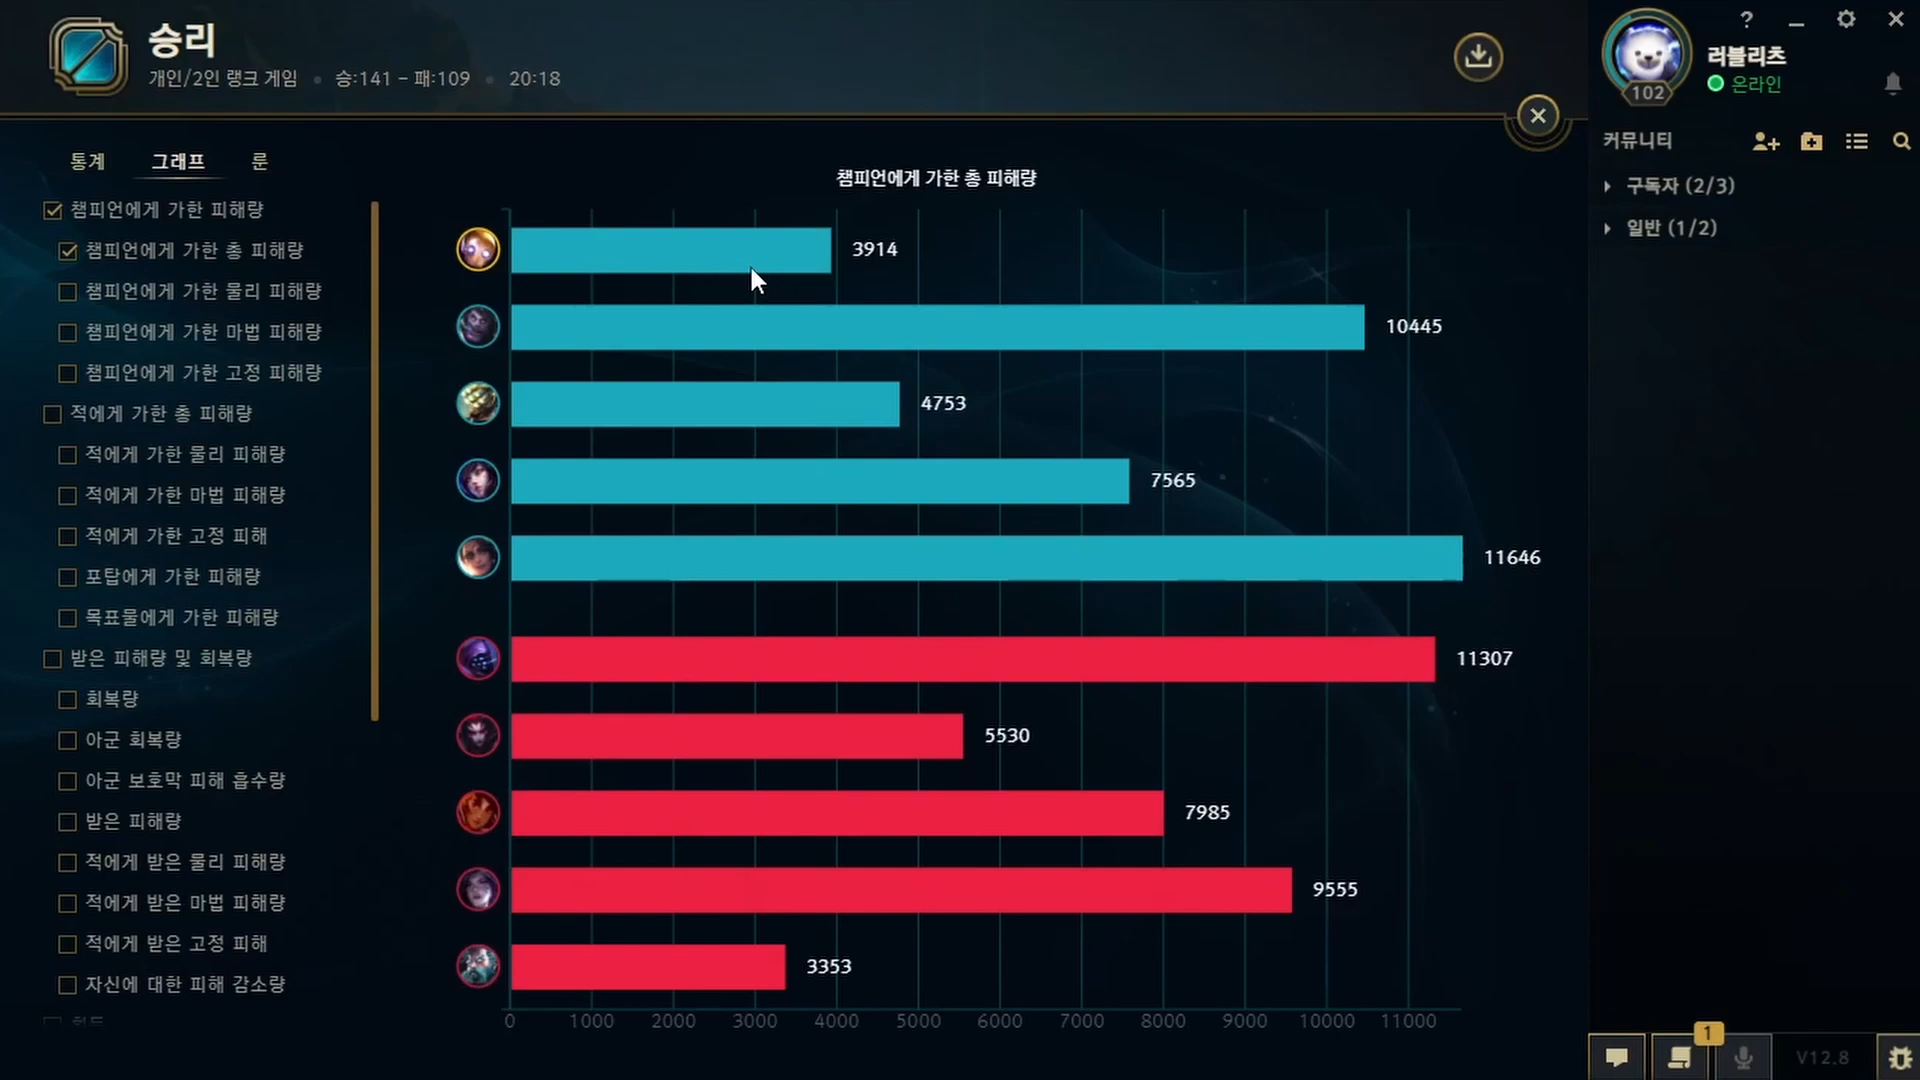 승리
개인/2인 랭크 게임 • 승:141 - 패:109 • 20:18
?
러블리츠
온라인
102
커뮤니티
구독자 (2/3)
일반 (1/2)
통계 그래프 룬
챔피언에게 가한 피해량
챔피언에게 가한 총 피해량
챔피언에게 가한 물리 피해량
챔피언에게 가한 마법 피해량
챔피언에게 가한 고정 피해량
적에게 가한 총 피해량
적에게 가한 물리 피해량
적에게 가한 마법 피해량
적에게 가한 고정 피해
포탑에게 가한 피해량
목표물에게 가한 피해량
받은 피해량 및 회복량
회복량
아군 회복량
아군 보호막 피해 흡수량
받은 피해량
적에게 받은 물리 피해량
적에게 받은 마법 피해량
적에게 받은 고정 피해
자신에 대한 피해 감소량
챔피언에게 가한 총 피해량
3914
10445
4753
7565
11646
11307
5530
7985
9555
3353
0 1000 2000 3000 4000 5000 6000 7000 8000 9000 10000 11000
1
V12.8